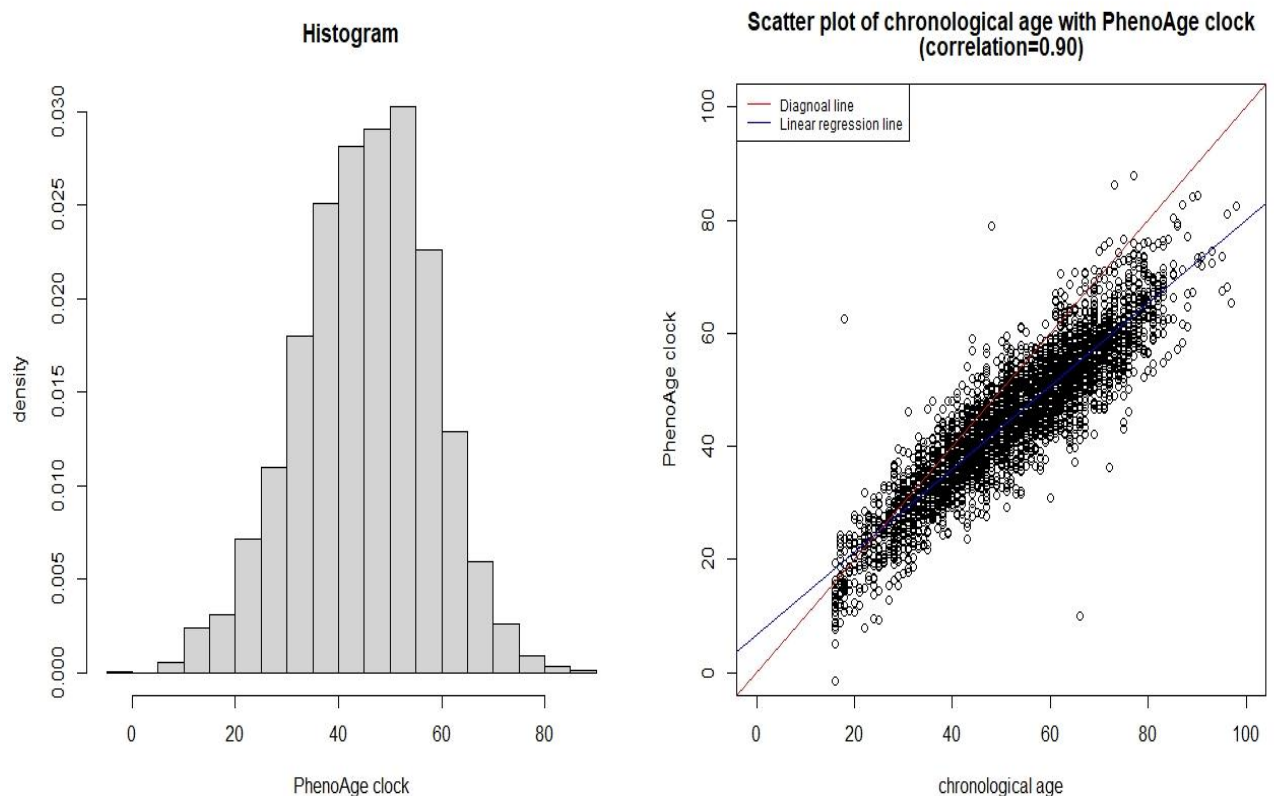 Histogram
density
0.000
0.005
0.010
0.015
0.020
0.025
0.030
0 20 40 60 80
PhenoAge clock
Scatter plot of chronological age with PhenoAge clock
(correlation=0.90)
Diagnoal line
Linear regression line
PhenoAge clock
0
20
40
60
80
100
0 20 40 60 80 100
chronological age